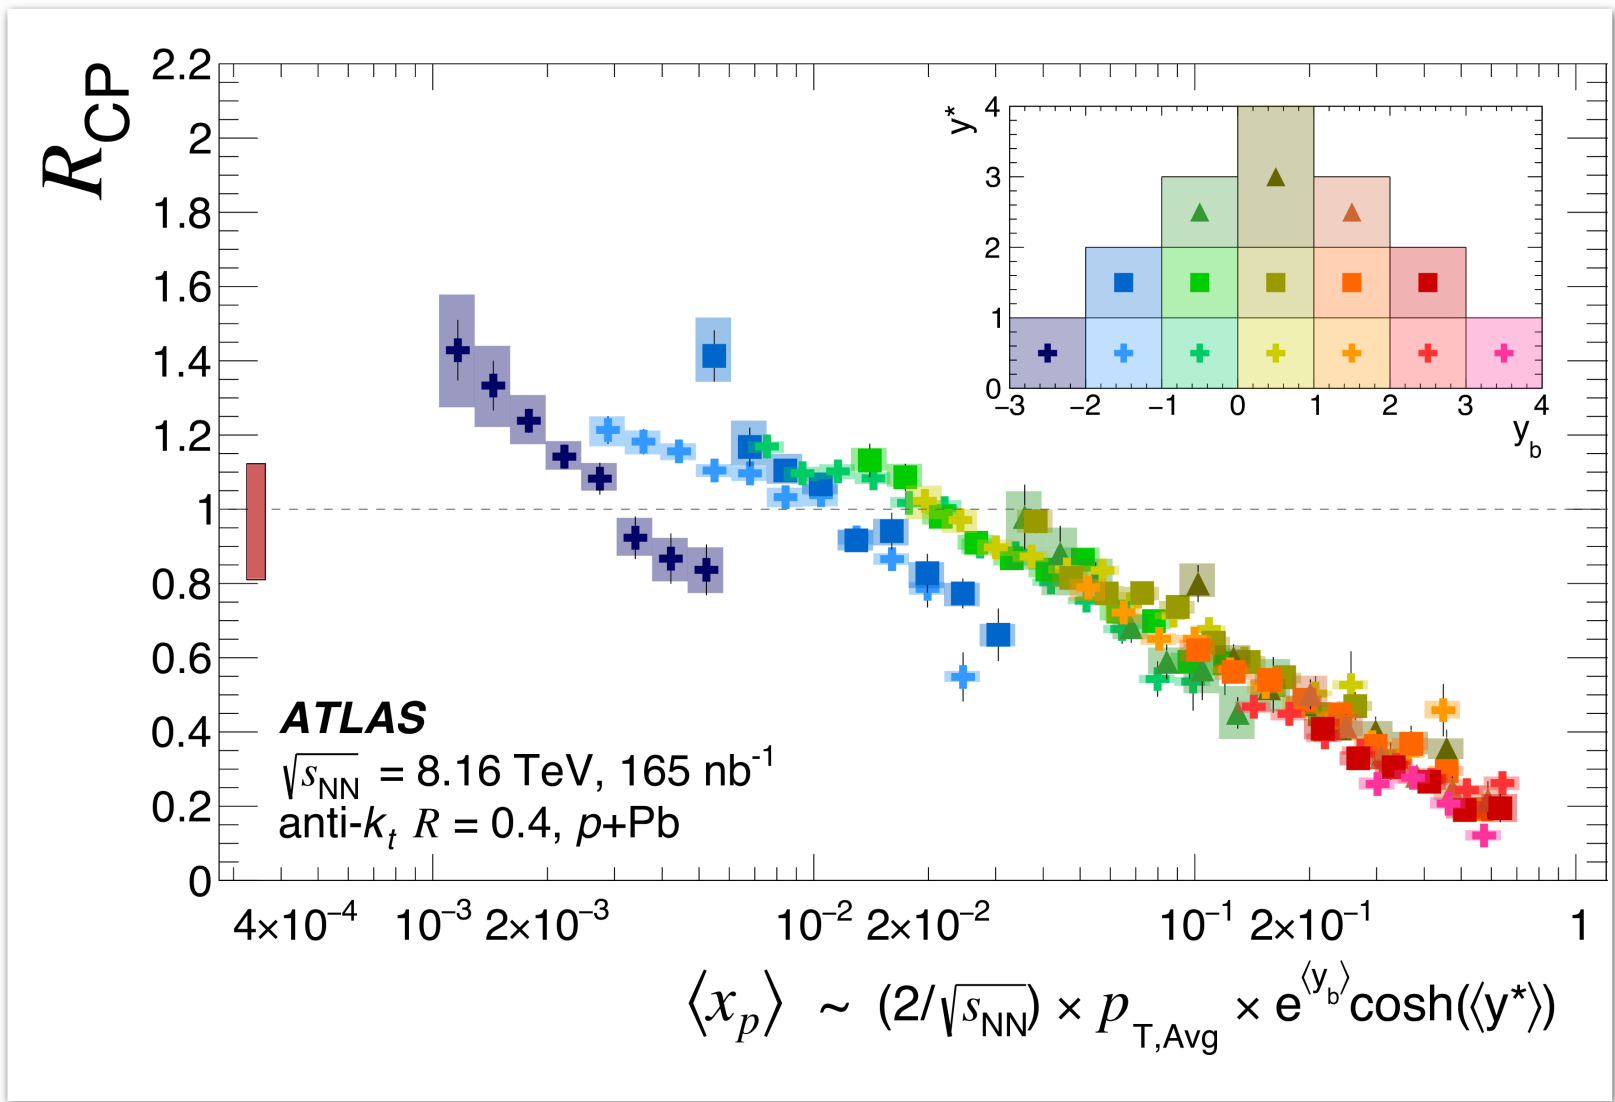 R_CP
2.2
2
1.8
1.6
1.4
1.2
1
0.8
0.6
0.4
0.2
0
y*
4
3
2
1
0
−3 −2 −1 0 1 2 3 4
y_b
ATLAS
√s_NN = 8.16 TeV, 165 nb⁻¹
anti-k_t R = 0.4, p+Pb
4×10⁻⁴ 10⁻³ 2×10⁻³ 10⁻² 2×10⁻² 10⁻¹ 2×10⁻¹ 1
⟨x_p⟩ ~ (2/√s_NN) × p_T,Avg × e^⟨y_b⟩ cosh(⟨y*⟩)